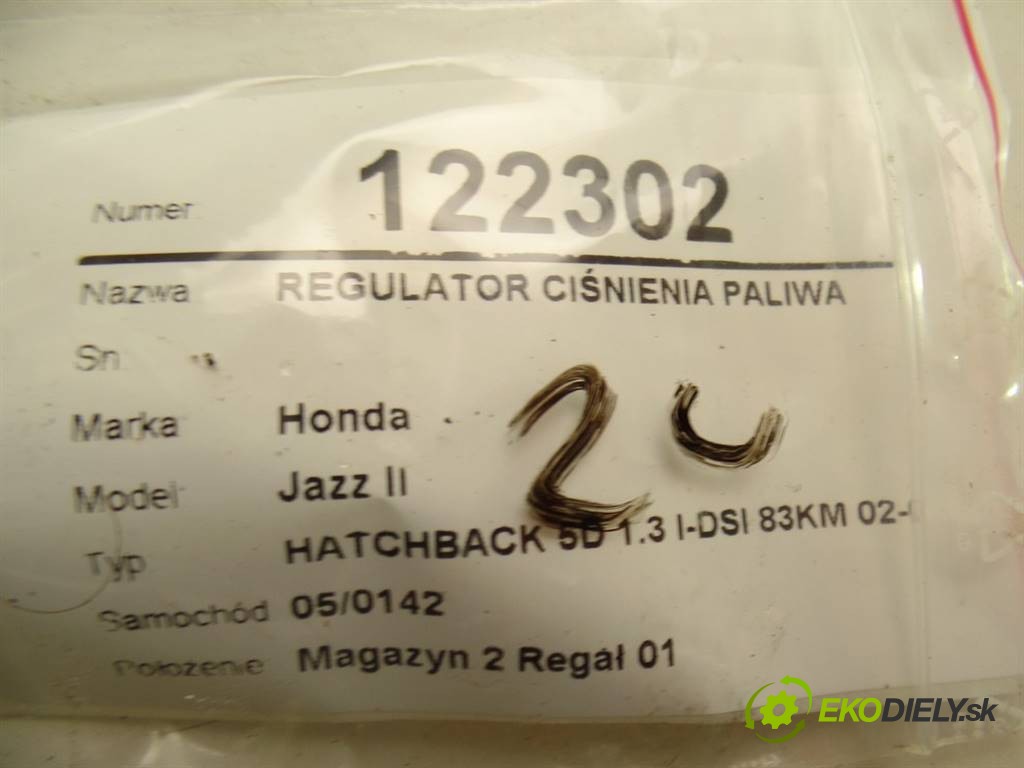 Numer 122302
Nazwa REGULATOR CIŚNIENIA PALIWA
Sn
Marka Honda
Model Jazz II
Typ HATCHBACK 5D 1.3 I-DSI 83KM 02-
Samochód 05/0142
Położenie Magazyn 2 Regał 01
EKODIELY.sk